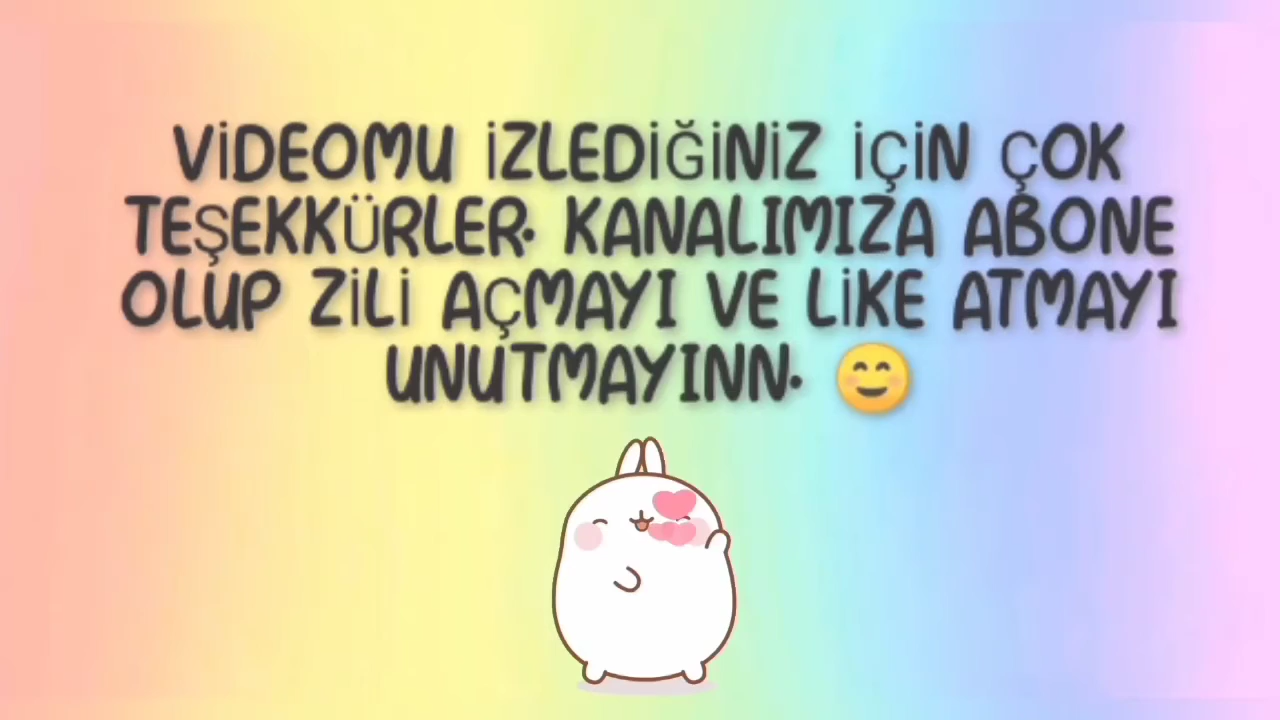 VİDEOMU İZLEDİĞİNİZ İÇİN ÇOK
TEŞEKKÜRLER. KANALIMIZA ABONE
OLUP ZİLİ AÇMAYI VE LİKE ATMAYI
UNUTMAYINN. 😊